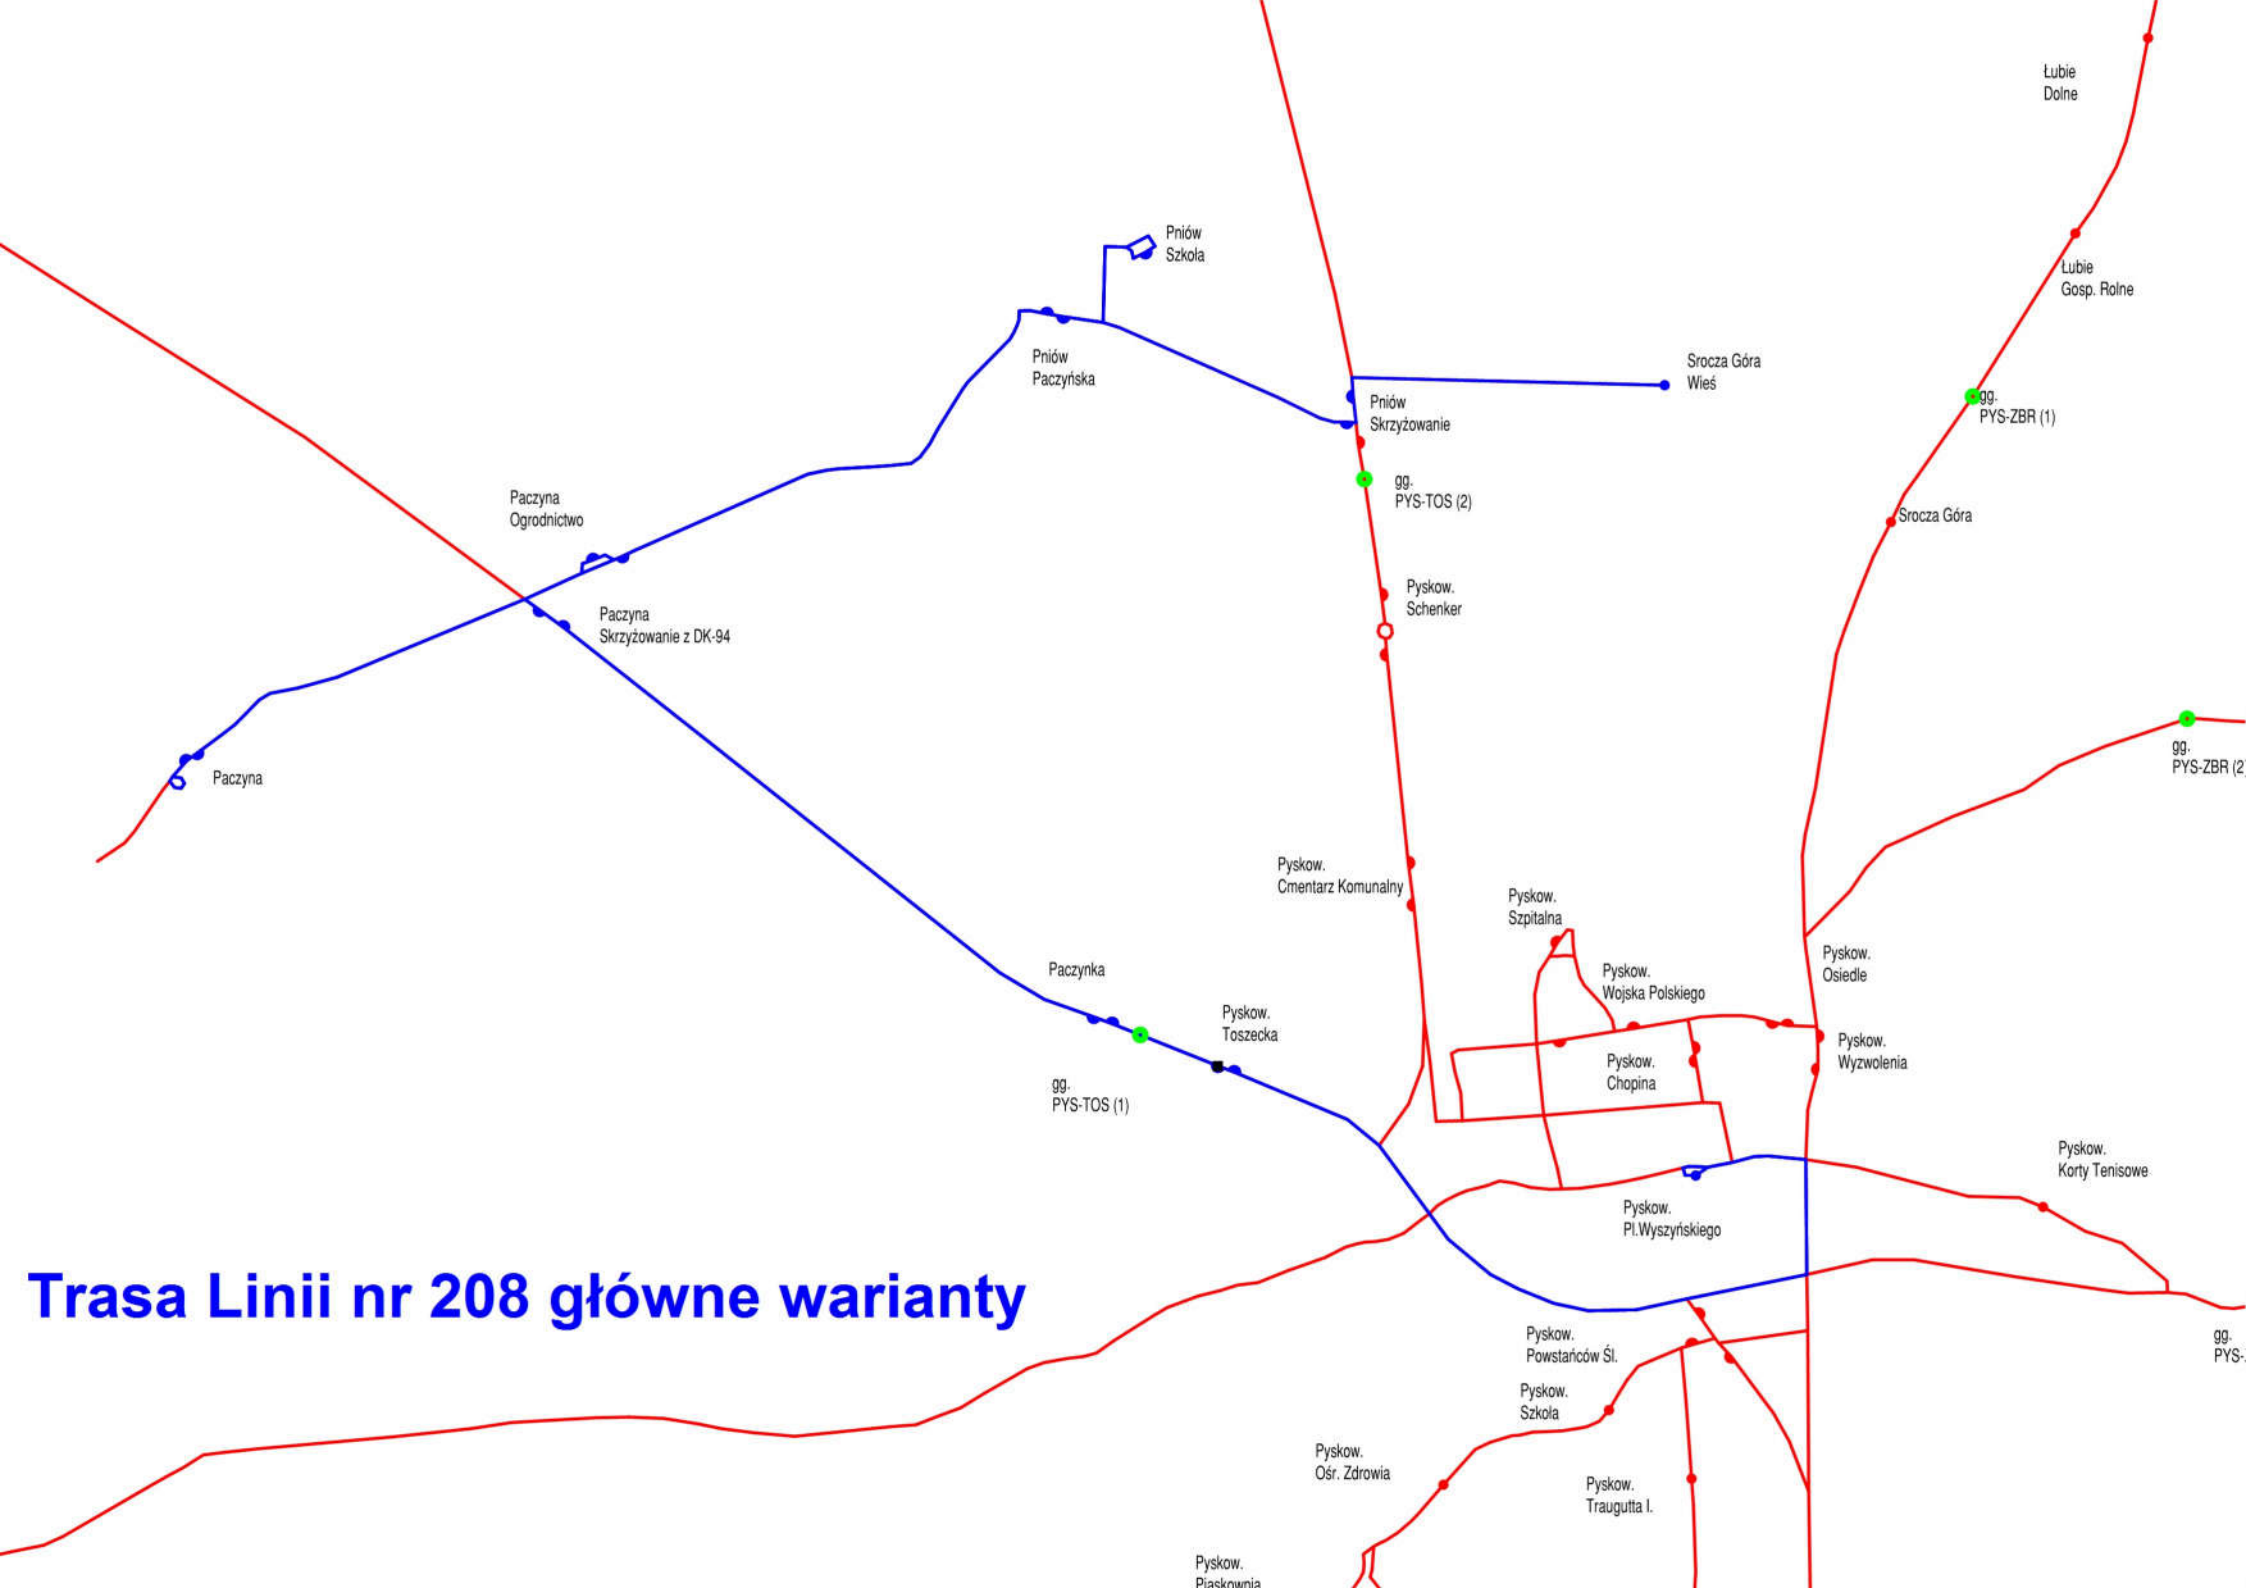 Łubie
Dolne
Pniów
Szkoła
Łubie
Gosp. Rolne
Pniów
Paczyńska
Srocza Góra
Wieś
Pniów
Skrzyżowanie
gg.
PYS-ZBR (1)
gg.
PYS-TOS (2)
Paczyna
Ogrodnictwo
Srocza Góra
Pyskow.
Schenker
Paczyna
Skrzyżowanie z DK-94
gg.
PYS-ZBR (2)
Paczyna
Pyskow.
Cmentarz Komunalny
Pyskow.
Szpitalna
Pyskow.
Osiedle
Paczynka
Pyskow.
Wojska Polskiego
Pyskow.
Toszecka
Pyskow.
Wyzwolenia
Pyskow.
Chopina
gg.
PYS-TOS (1)
Pyskow.
Korty Tenisowe
Pyskow.
Pl.Wyszyńskiego
Trasa Linii nr 208 główne warianty
Pyskow.
Powstańców Śl.
gg.
PYS-
Pyskow.
Szkoła
Pyskow.
Ośr. Zdrowia
Pyskow.
Traugutta I.
Pyskow.
Piaskownia